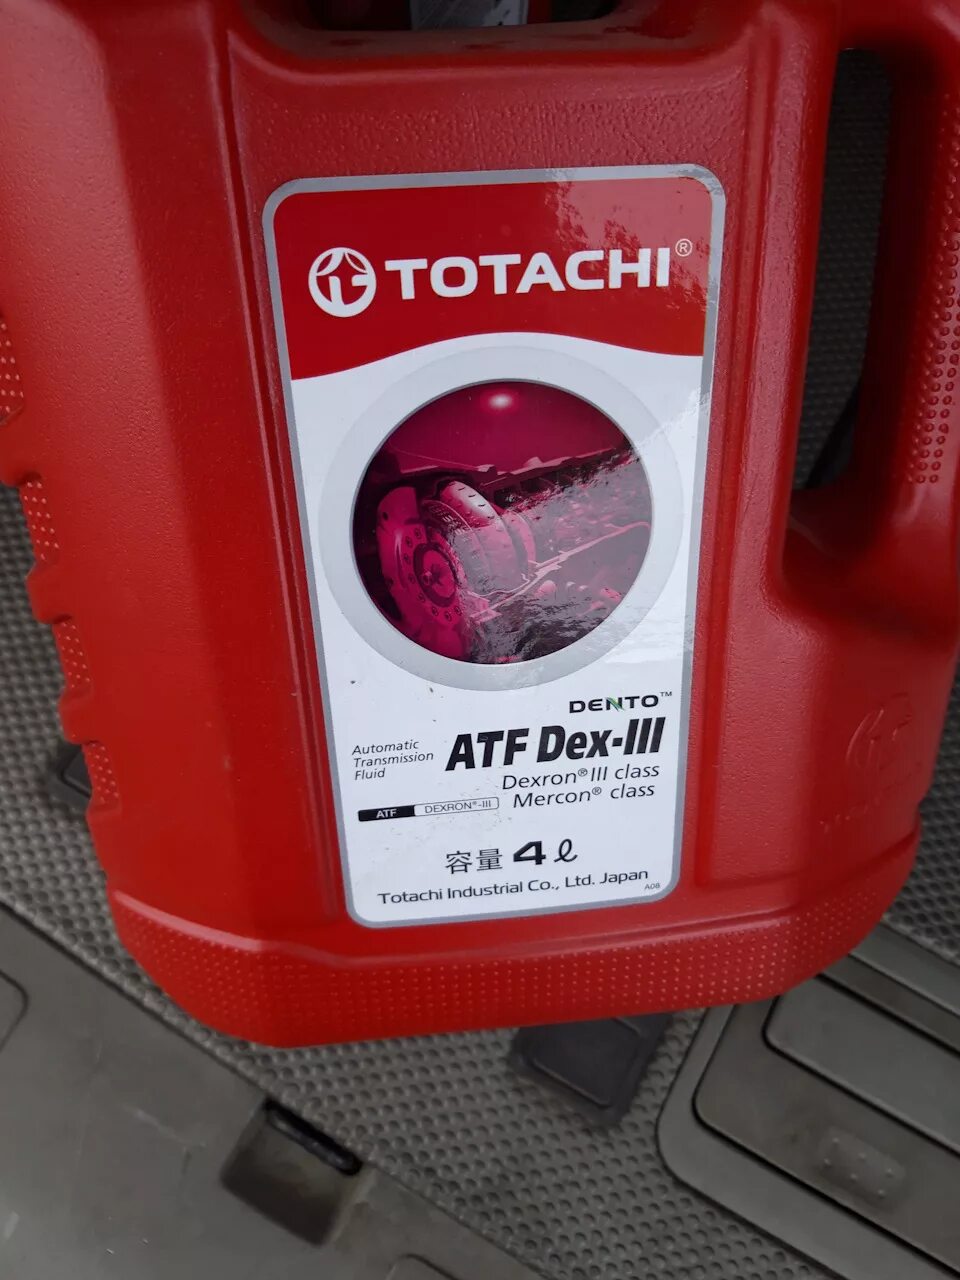 TOTACHI®
DENTO™
Automatic
Transmission
Fluid
ATF Dex-III
Dexron® III class
Mercon® class
ATF DEXRON®-III
容量 4 ℓ
Totachi Industrial Co., Ltd. Japan
A08